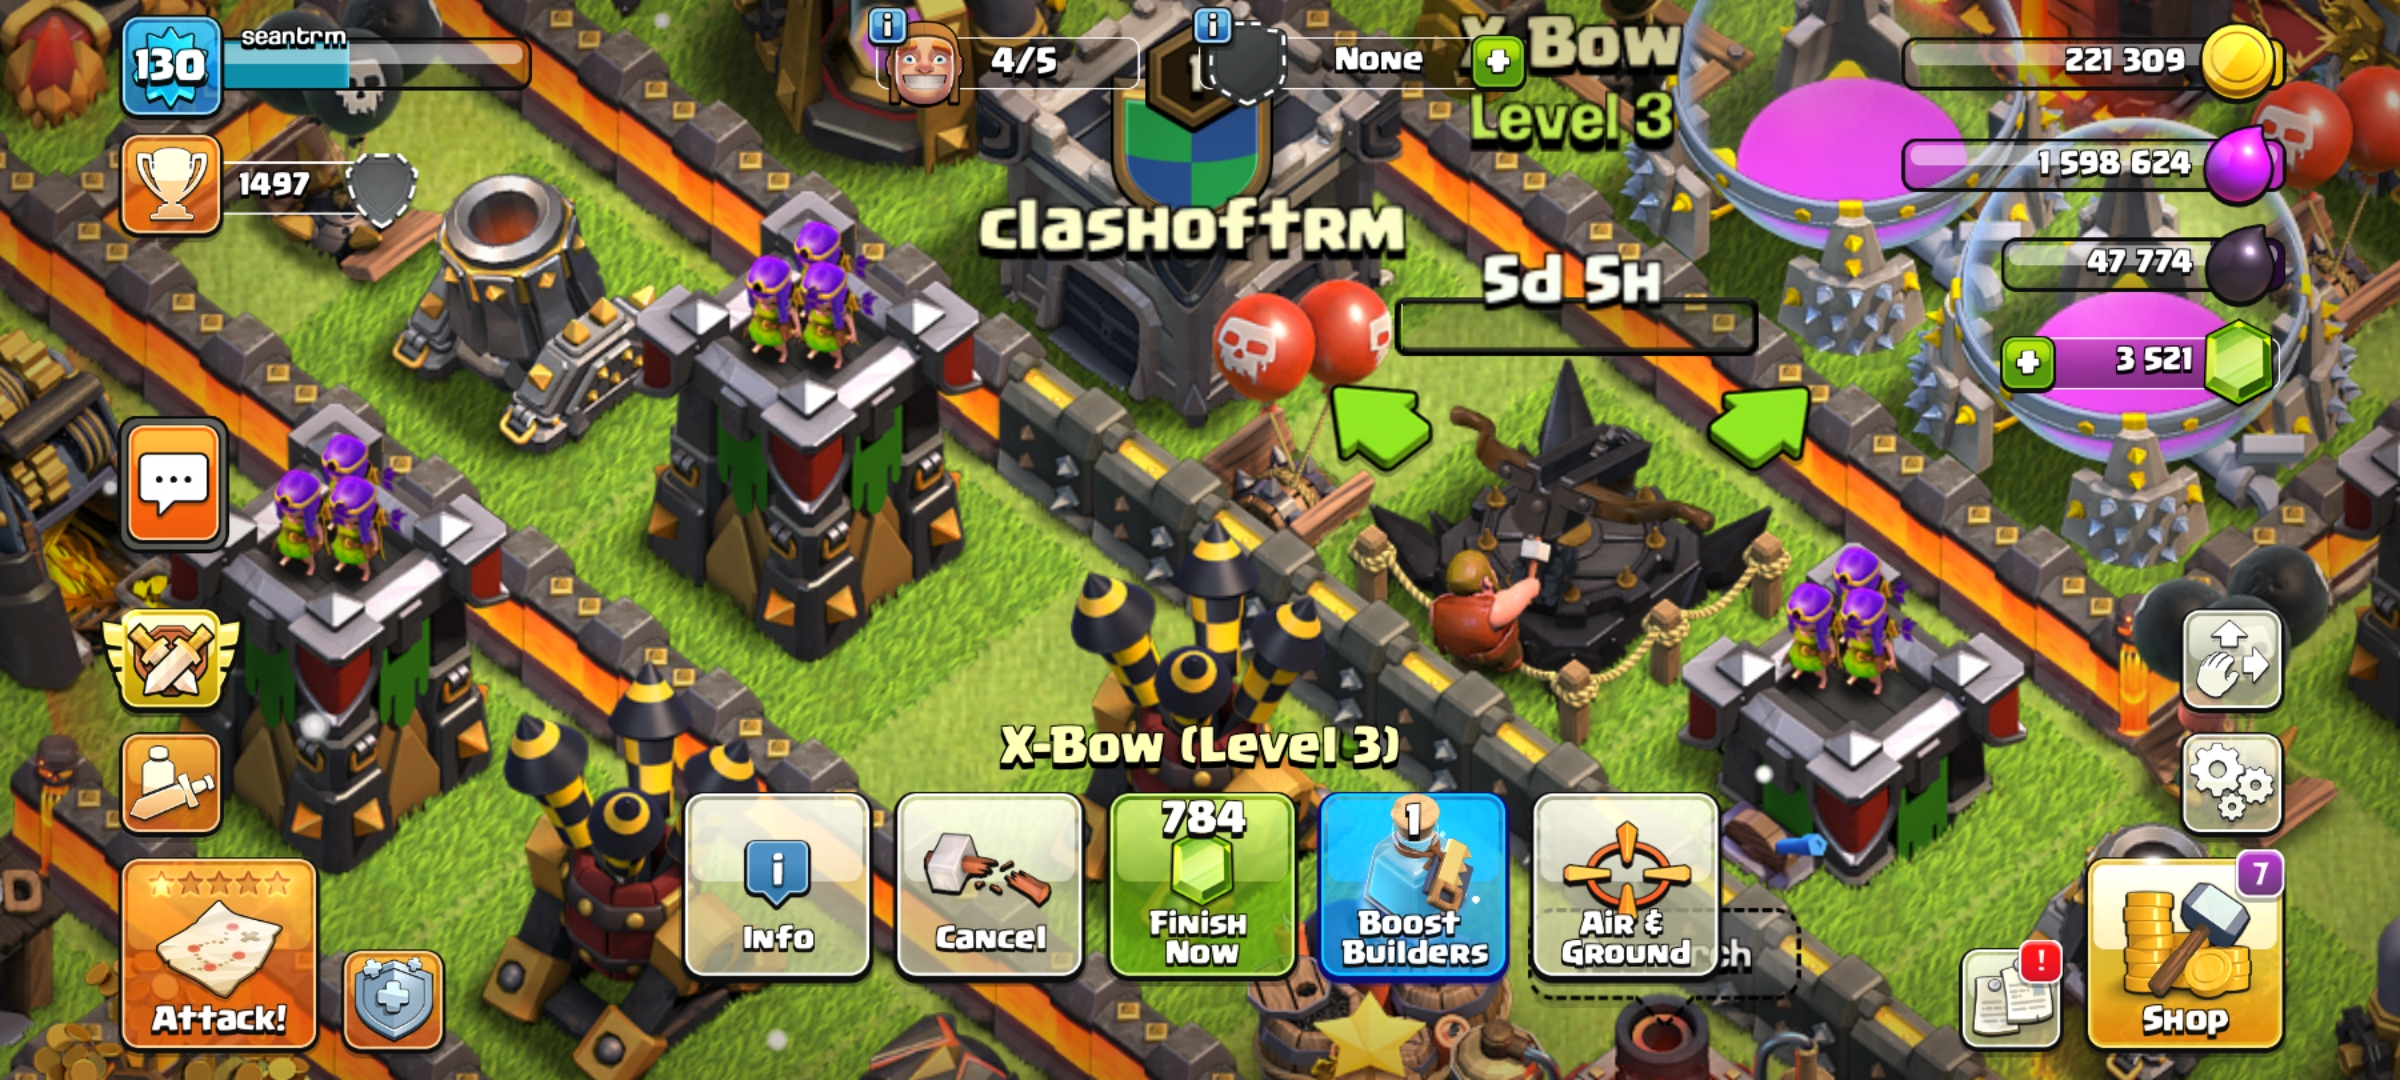 130
seantrm
4/5
None
X-Bow
Level 3
221 309
1497
1 598 624
clashoftRM
47 774
5d 5H
3 521
X-Bow (Level 3)
784
1
Info
Cancel
Finish
Now
Boost
Builders
Air &
Ground
Attack!
7
!
Shop